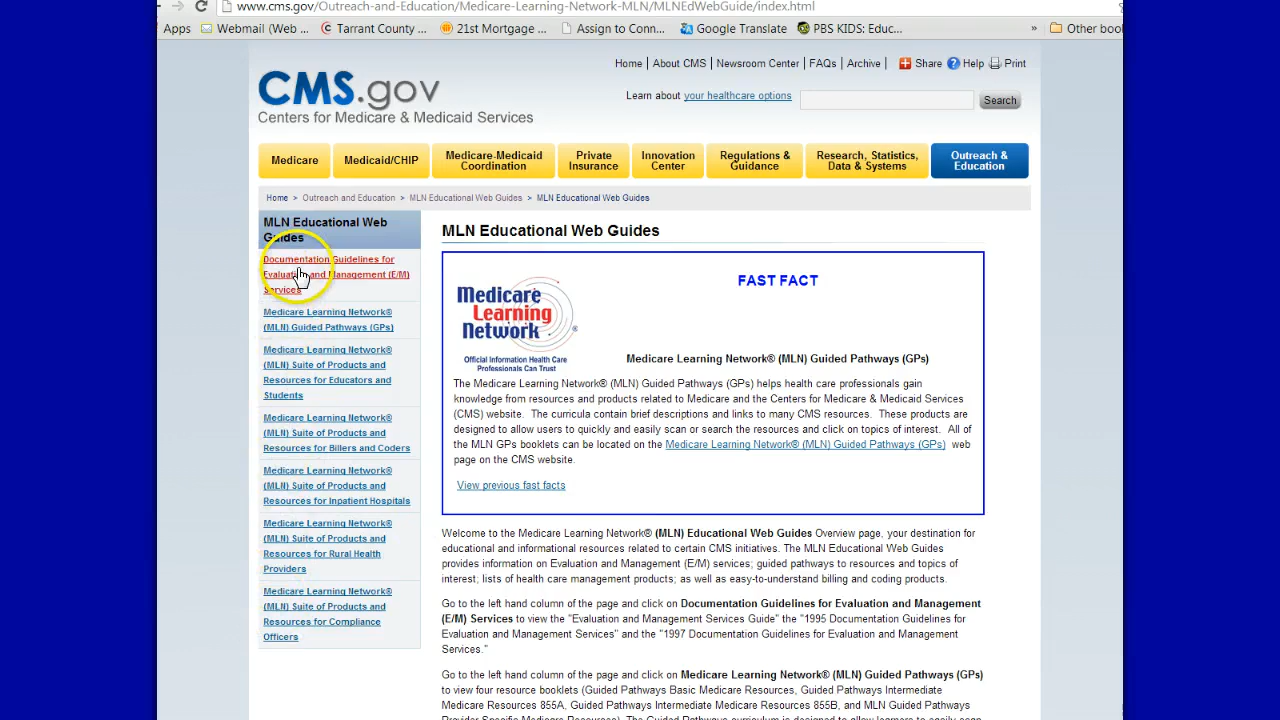 www.cms.gov/Outreach-and-Education/Medicare-Learning-Network-MLN/MLNEdWebGuide/index.html
Apps Webmail (Web ... Tarrant County ... 21st Mortgage ... Assign to Conn... Google Translate PBS KIDS: Educ... » Other boo
Home | About CMS | Newsroom Center | FAQs | Archive | Share Help Print
CMS.gov
Centers for Medicare & Medicaid Services
Learn about your healthcare options
Search
Medicare
Medicaid/CHIP
Medicare-Medicaid
Coordination
Private
Insurance
Innovation
Center
Regulations &
Guidance
Research, Statistics,
Data & Systems
Outreach &
Education
Home > Outreach and Education > MLN Educational Web Guides > MLN Educational Web Guides
MLN Educational Web
Guides
Documentation Guidelines for
Evaluation and Management (E/M)
Services
Medicare Learning Network®
(MLN) Guided Pathways (GPs)
Medicare Learning Network®
(MLN) Suite of Products and
Resources for Educators and
Students
Medicare Learning Network®
(MLN) Suite of Products and
Resources for Billers and Coders
Medicare Learning Network®
(MLN) Suite of Products and
Resources for Inpatient Hospitals
Medicare Learning Network®
(MLN) Suite of Products and
Resources for Rural Health
Providers
Medicare Learning Network®
(MLN) Suite of Products and
Resources for Compliance
Officers
MLN Educational Web Guides
FAST FACT
Medicare
Learning
Network®
Official Information Health Care
Professionals Can Trust
Medicare Learning Network® (MLN) Guided Pathways (GPs)
The Medicare Learning Network® (MLN) Guided Pathways (GPs) helps health care professionals gain
knowledge from resources and products related to Medicare and the Centers for Medicare & Medicaid Services
(CMS) website. The curricula contain brief descriptions and links to many CMS resources. These products are
designed to allow users to quickly and easily scan or search the resources and click on topics of interest. All of
the MLN GPs booklets can be located on the Medicare Learning Network® (MLN) Guided Pathways (GPs) web
page on the CMS website.
View previous fast facts
Welcome to the Medicare Learning Network® (MLN) Educational Web Guides Overview page, your destination for
educational and informational resources related to certain CMS initiatives. The MLN Educational Web Guides
provides information on Evaluation and Management (E/M) services; guided pathways to resources and topics of
interest; lists of health care management products; as well as easy-to-understand billing and coding products.
Go to the left hand column of the page and click on Documentation Guidelines for Evaluation and Management
(E/M) Services to view the "Evaluation and Management Services Guide" the "1995 Documentation Guidelines for
Evaluation and Management Services" and the "1997 Documentation Guidelines for Evaluation and Management
Services."
Go to the left hand column of the page and click on Medicare Learning Network® (MLN) Guided Pathways (GPs)
to view four resource booklets (Guided Pathways Basic Medicare Resources, Guided Pathways Intermediate
Medicare Resources 855A, Guided Pathways Intermediate Medicare Resources 855B, and MLN Guided Pathways
Provider Specific Medicare Resources). The Guided Pathways curriculum is designed to allow learners to easily scan